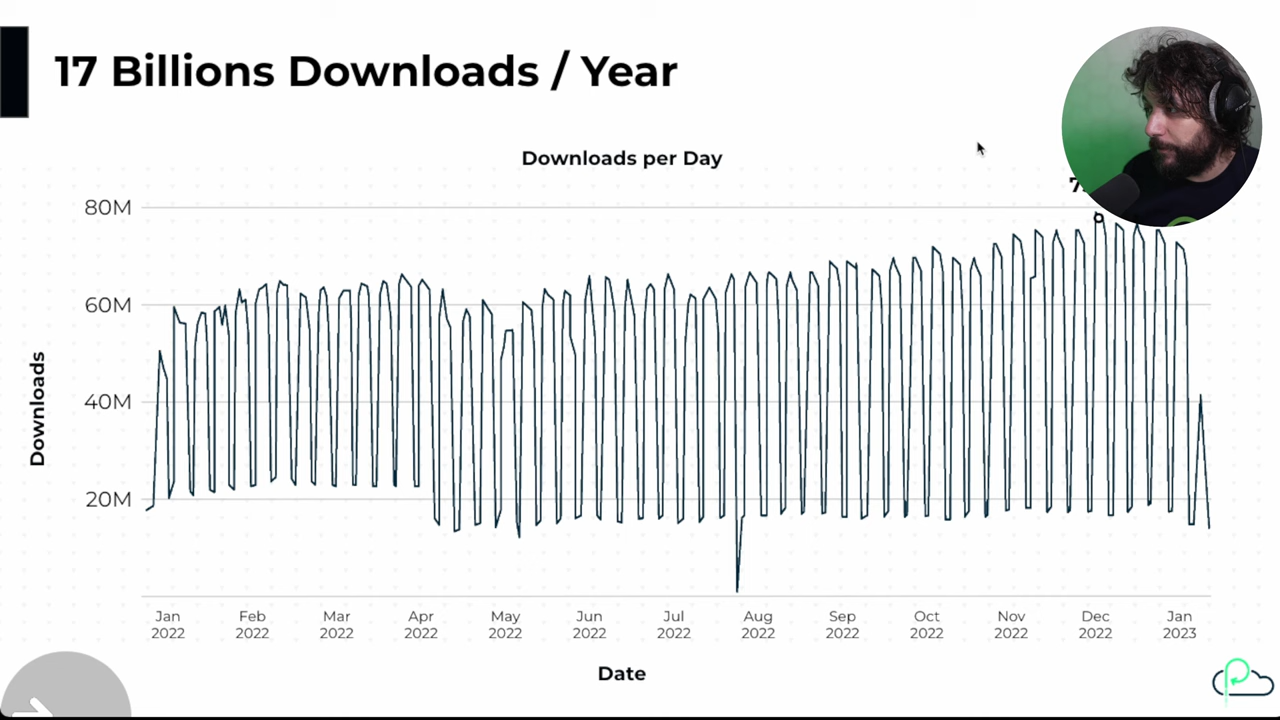 17 Billions Downloads / Year
Downloads per Day
80M
60M
40M
20M
Downloads
Jan Feb Mar Apr May Jun Jul Aug Sep Oct Nov Dec Jan
2022 2022 2022 2022 2022 2022 2022 2022 2022 2022 2022 2022 2023
Date